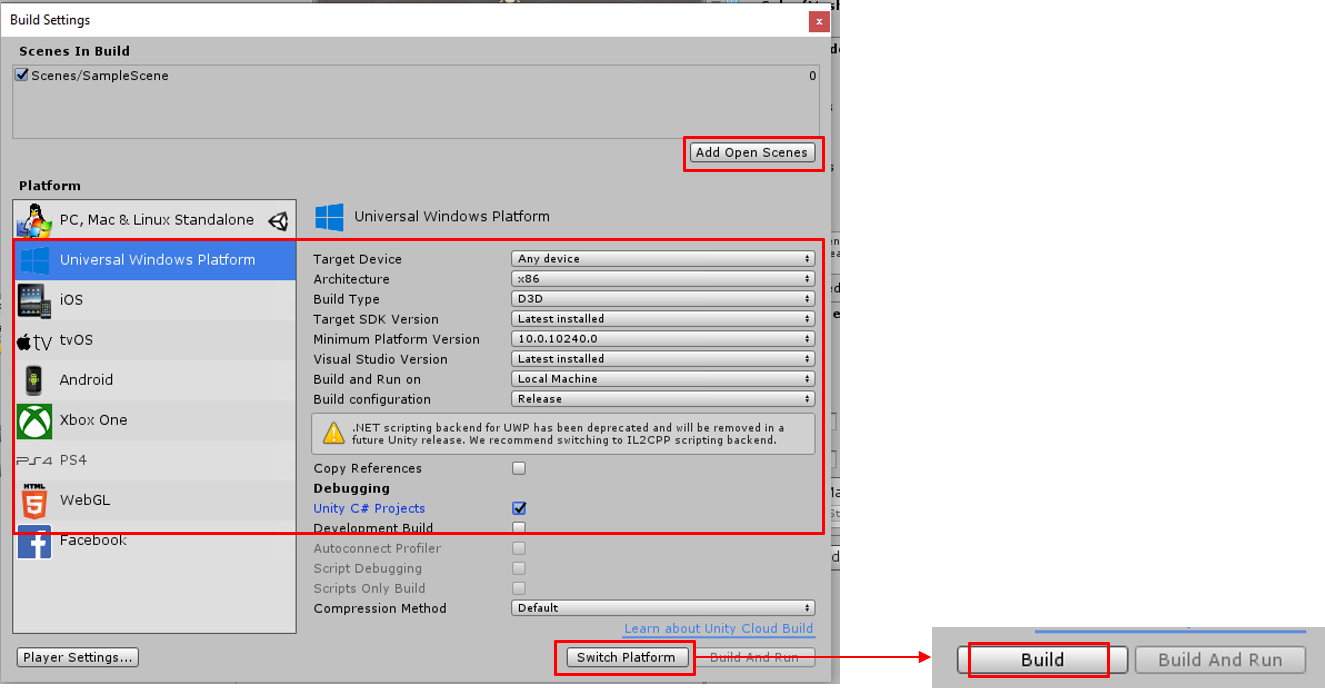 Build Settings
x
Scenes In Build
Scenes/SampleScene 0
Add Open Scenes
Platform
PC, Mac & Linux Standalone
Universal Windows Platform
iOS
tvOS
Android
Xbox One
PS4
WebGL
Facebook
Universal Windows Platform
Target Device Any device
Architecture x86
Build Type D3D
Target SDK Version Latest installed
Minimum Platform Version 10.0.10240.0
Visual Studio Version Latest installed
Build and Run on Local Machine
Build configuration Release
.NET scripting backend for UWP has been deprecated and will be removed in a
future Unity release. We recommend switching to IL2CPP scripting backend.
Copy References
Debugging
Unity C# Projects
Development Build
Autoconnect Profiler
Script Debugging
Scripts Only Build
Compression Method Default
Learn about Unity Cloud Build
Player Settings...
Switch Platform
Build And Run
Build
Build And Run